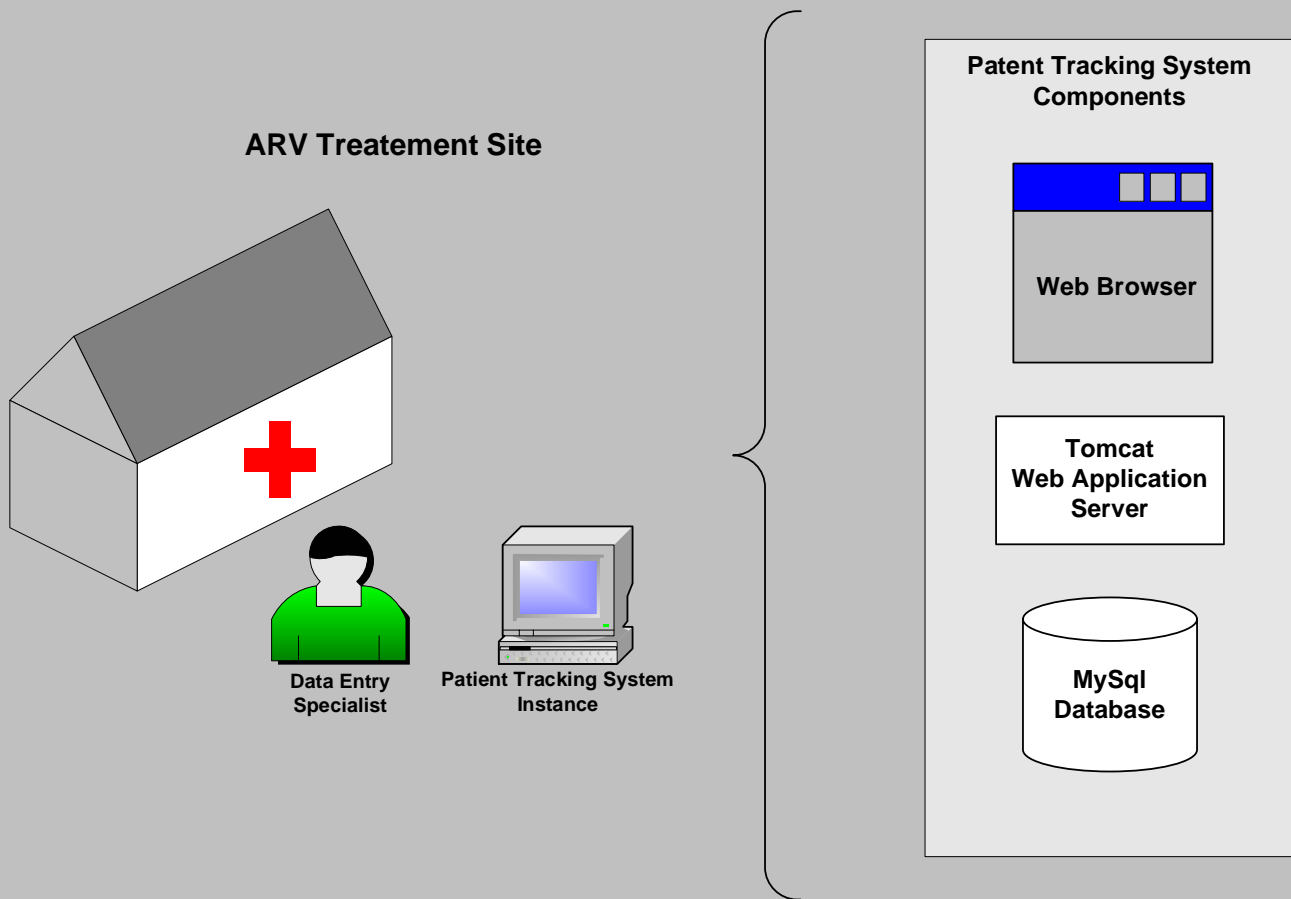 ARV Treatement Site
Data Entry
Specialist
Patient Tracking System
Instance
Patent Tracking System
Components
Web Browser
Tomcat
Web Application
Server
MySql
Database